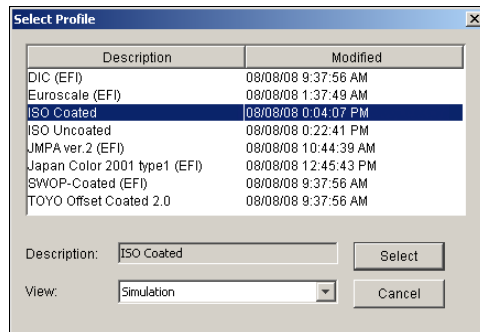 Select Profile
Description Modified
DIC (EFI) 08/08/08 9:37:56 AM
Euroscale (EFI) 08/08/08 1:37:49 AM
ISO Coated 08/08/08 0:04:07 PM
ISO Uncoated 08/08/08 0:22:41 PM
JMPA ver.2 (EFI) 08/08/08 10:44:39 AM
Japan Color 2001 type1 (EFI) 08/08/08 12:45:43 PM
SWOP-Coated (EFI) 08/08/08 9:37:56 AM
TOYO Offset Coated 2.0 08/08/08 9:37:56 AM
Description: ISO Coated Select
View: Simulation Cancel